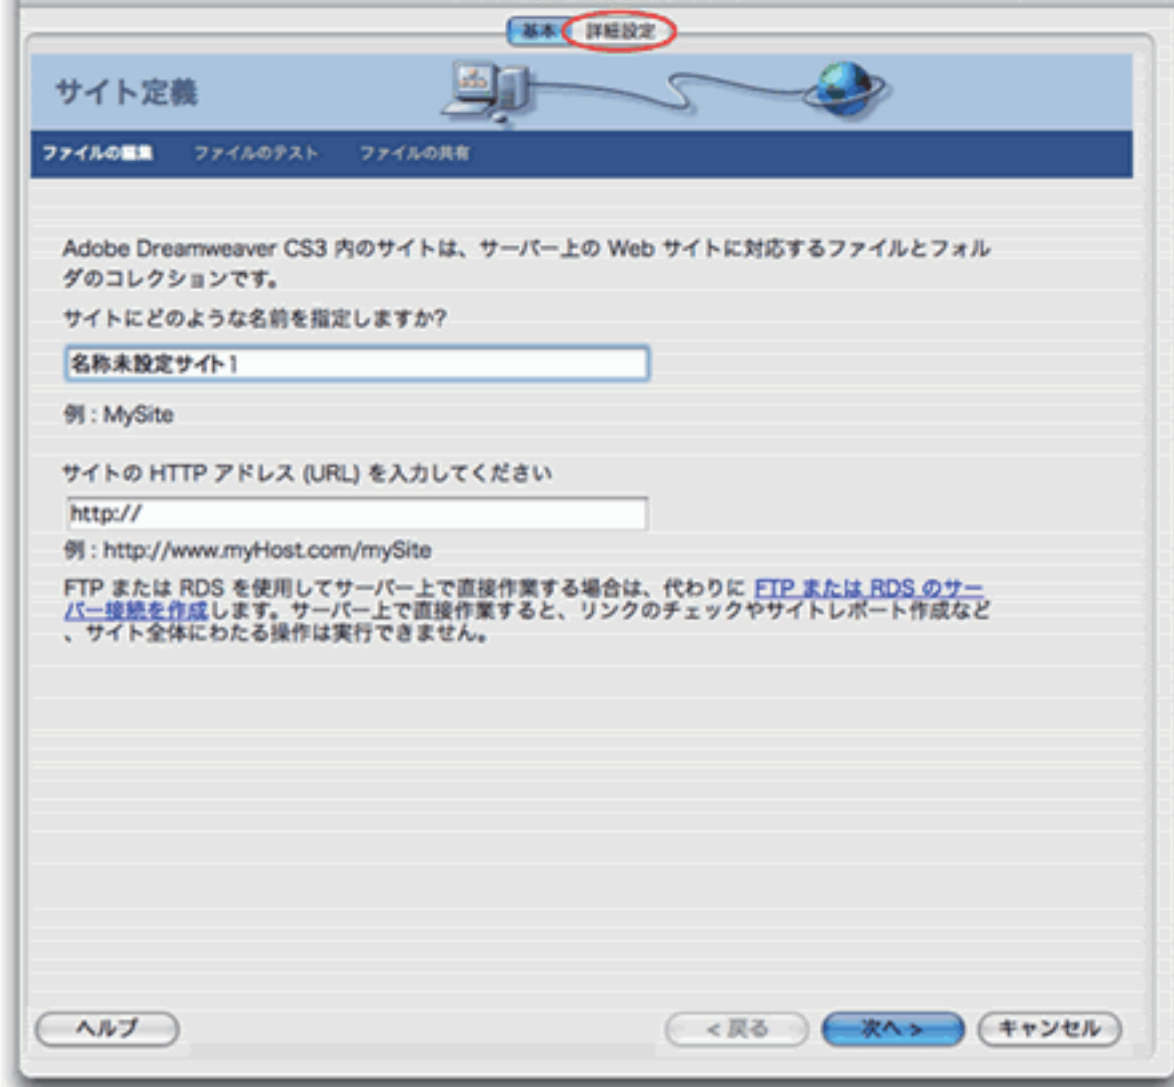 基本 詳細設定
サイト定義
ファイルの編集 ファイルのテスト ファイルの共有
Adobe Dreamweaver CS3 内のサイトは、サーバー上の Web サイトに対応するファイルとフォル
ダのコレクションです。
サイトにどのような名前を指定しますか?
名称未設定サイト1
例 : MySite
サイトの HTTP アドレス (URL) を入力してください
http://
例 : http://www.myHost.com/mySite
FTP または RDS を使用してサーバー上で直接作業する場合は、代わりに FTP または RDS のサー
バー接続を作成します。サーバー上で直接作業すると、リンクのチェックやサイトレポート作成など
、サイト全体にわたる操作は実行できません。
ヘルプ <戻る 次へ > キャンセル